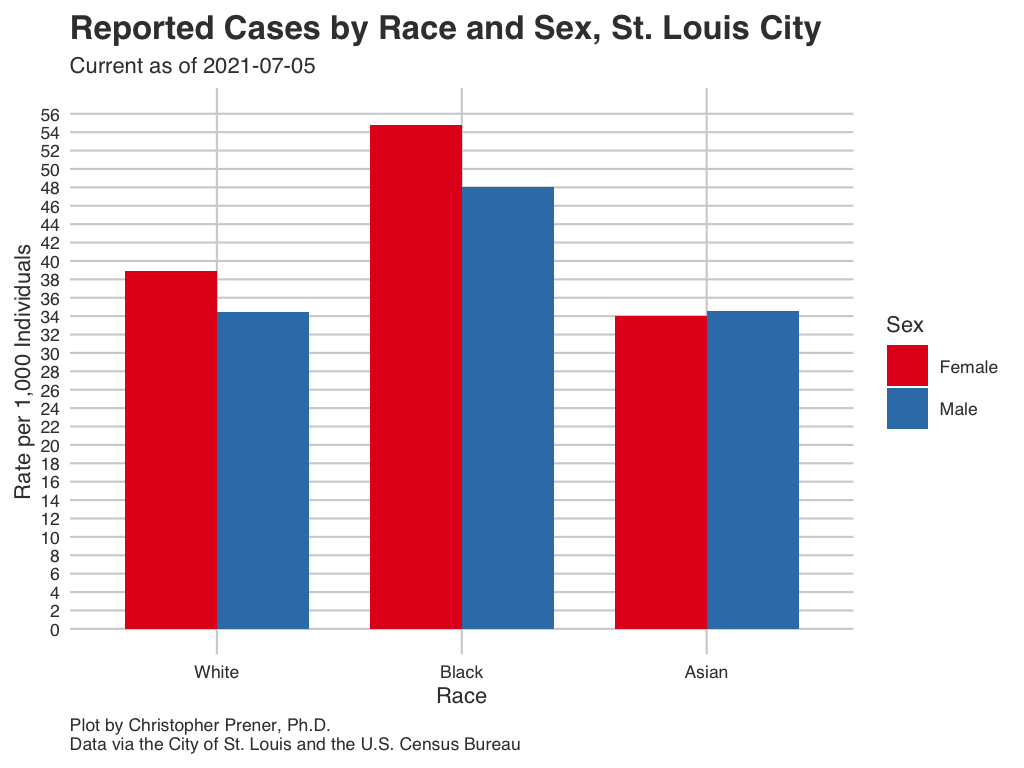 Reported Cases by Race and Sex, St. Louis City
Current as of 2021-07-05
56
54
52
50
48
46
44
42
40
38
36
34
32
30
28
26
24
22
20
18
16
14
12
10
8
6
4
2
0
Rate per 1,000 Individuals
White
Black
Asian
Race
Sex
Female
Male
Plot by Christopher Prener, Ph.D.
Data via the City of St. Louis and the U.S. Census Bureau